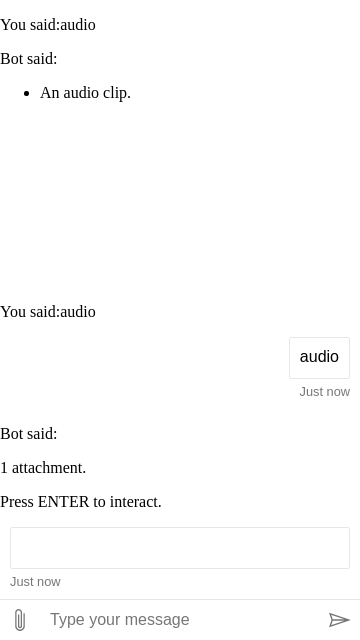 You said:audio
Bot said:
An audio clip.
You said:audio
audio
Just now
Bot said:
1 attachment.
Press ENTER to interact.
Just now
Type your message